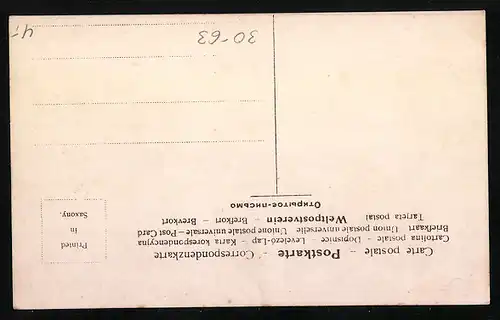 Carte postale – Postkarte – Correspondenzkarte
Cartolina postale – Dopisnice – Levelező-Lap – Karta korespondencyjna
Briefkaart Union postale universelle Unione postale universale – Post Card
Tarjeta postal Weltpostverein – Brefkort – Brevkort
Открытое-письмо
Printed
in
Saxony.
30-63
4,-